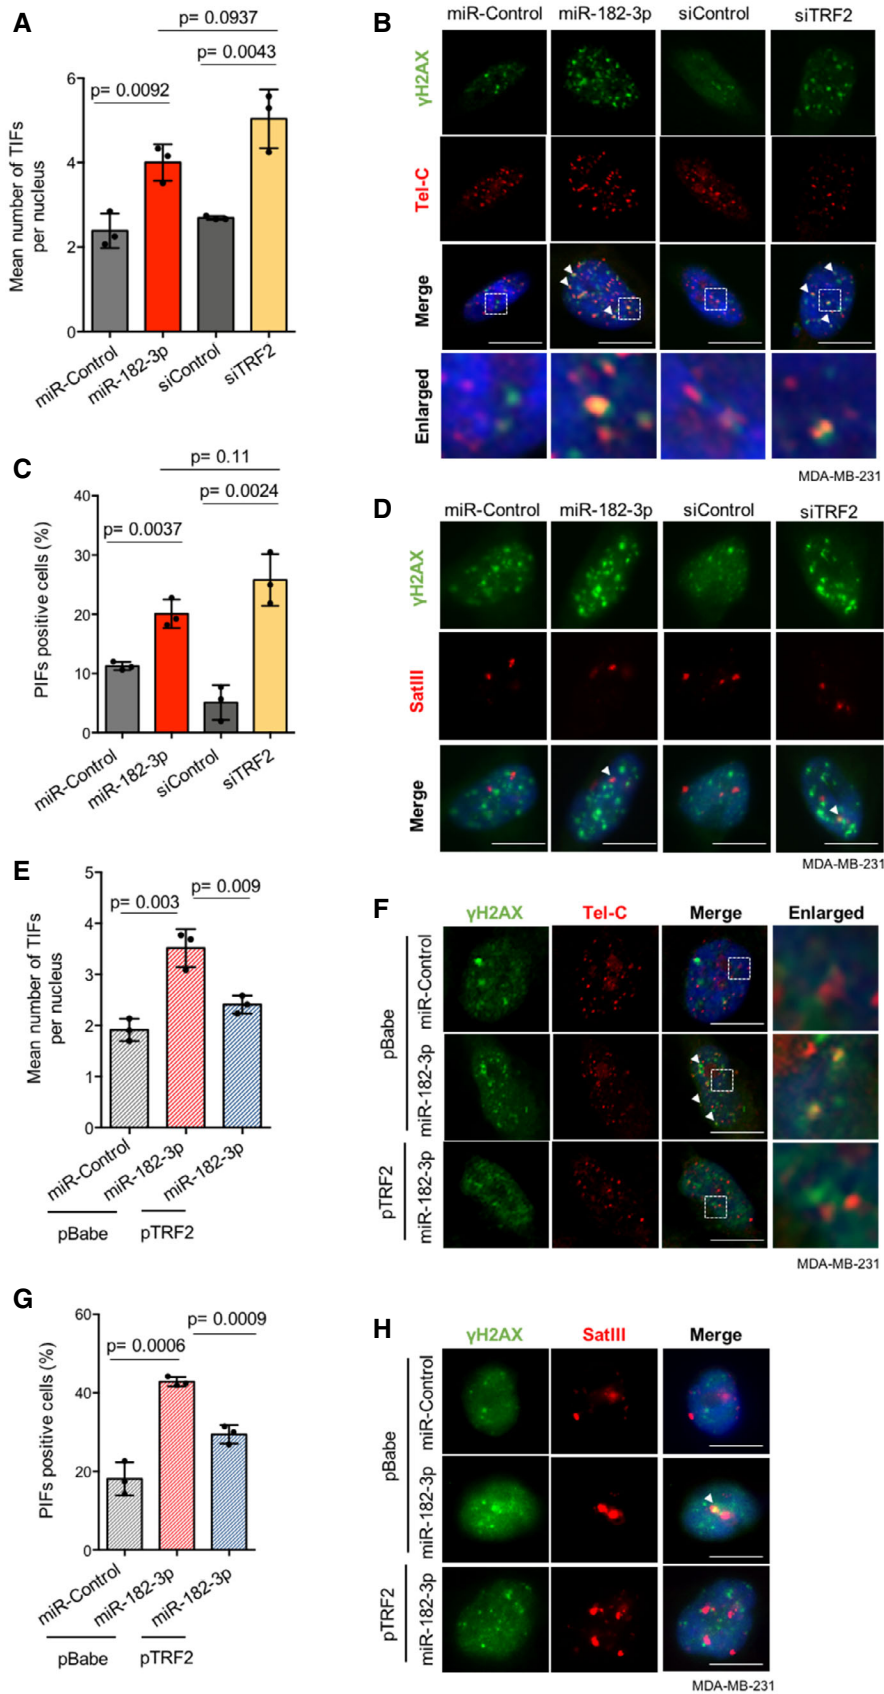 A
p= 0.0937
p= 0.0043
p= 0.0092
Mean number of TIFs
per nucleus
6
4
2
0
miR-Control
miR-182-3p
siControl
siTRF2
B
miR-Control miR-182-3p siControl siTRF2
γH2AX
Tel-C
Merge
Enlarged
MDA-MB-231
C
p= 0.11
p= 0.0024
p= 0.0037
PIFs positive cells (%)
40
30
20
10
0
miR-Control
miR-182-3p
siControl
siTRF2
D
miR-Control miR-182-3p siControl siTRF2
γH2AX
SatIII
Merge
MDA-MB-231
E
p= 0.003
p= 0.009
Mean number of TIFs
per nucleus
5
4
3
2
1
0
miR-Control
miR-182-3p
miR-182-3p
pBabe
pTRF2
F
γH2AX Tel-C Merge Enlarged
pBabe
miR-Control
miR-182-3p
pTRF2
miR-182-3p
MDA-MB-231
G
p= 0.0006
p= 0.0009
PIFs positive cells (%)
60
40
20
0
miR-Control
miR-182-3p
miR-182-3p
pBabe
pTRF2
H
γH2AX SatIII Merge
pBabe
miR-Control
miR-182-3p
pTRF2
miR-182-3p
MDA-MB-231